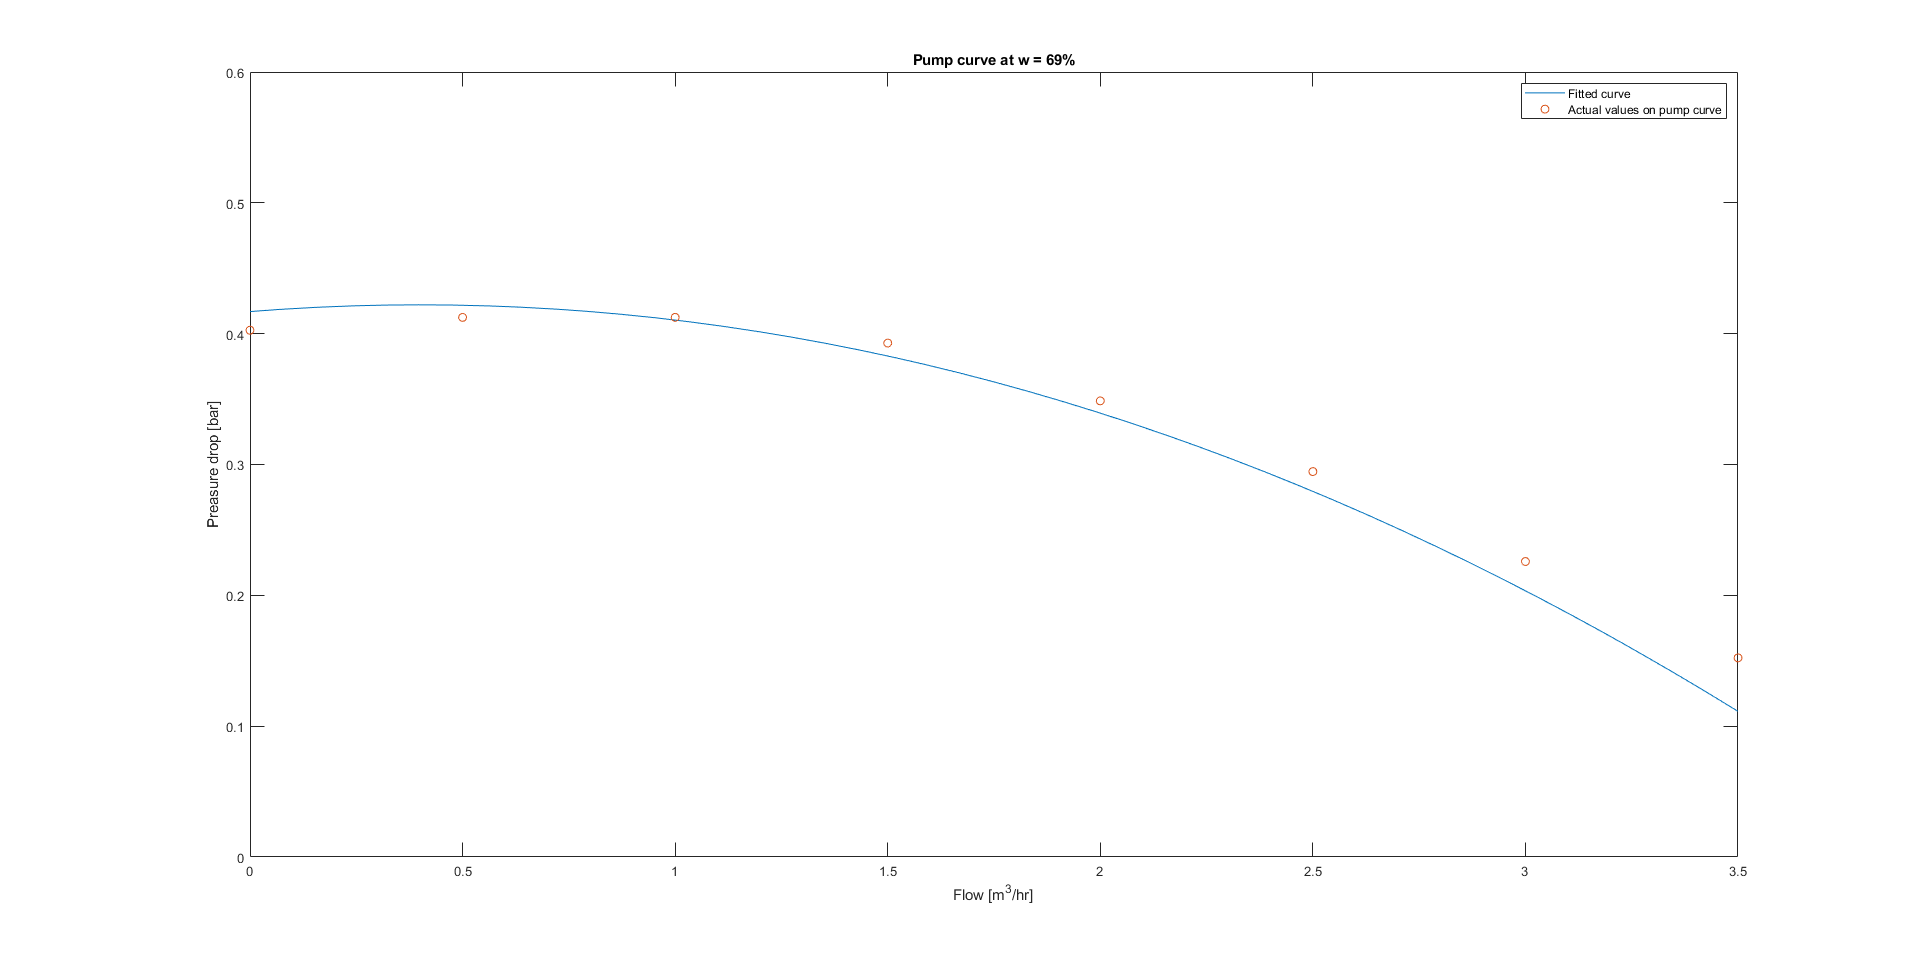 Pump curve at w = 69%
Fitted curve
Actual values on pump curve
0.6
0.5
0.4
0.3
0.2
0.1
0
Preasure drop [bar]
0 0.5 1 1.5 2 2.5 3 3.5
Flow [m³/hr]